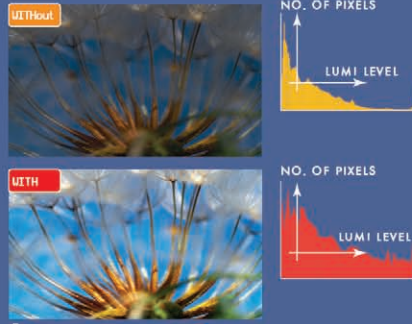 WITHout
NO. OF PIXELS
LUMI LEVEL
WITH
NO. OF PIXELS
LUMI LEVEL